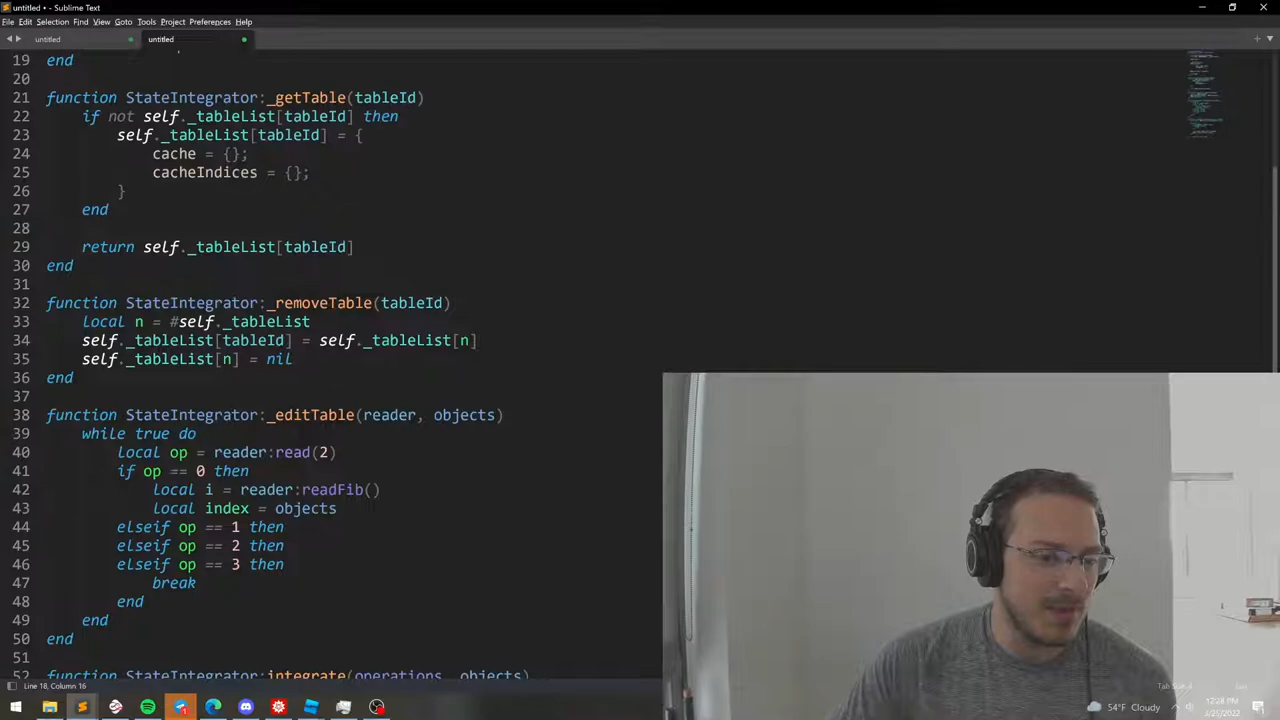 untitled • - Sublime Text
File Edit Selection Find View Goto Tools Project Preferences Help
untitled untitled
19 end
20
21 function StateIntegrator:_getTable(tableId)
22 if not self._tableList[tableId] then
23 self._tableList[tableId] = {
24 cache = {};
25 cacheIndices = {};
26 }
27 end
28
29 return self._tableList[tableId]
30 end
31
32 function StateIntegrator:_removeTable(tableId)
33 local n = #self._tableList
34 self._tableList[tableId] = self._tableList[n]
35 self._tableList[n] = nil
36 end
37
38 function StateIntegrator:_editTable(reader, objects)
39 while true do
40 local op = reader:read(2)
41 if op == 0 then
42 local i = reader:readFib()
43 local index = objects
44 elseif op == 1 then
45 elseif op == 2 then
46 elseif op == 3 then
47 break
48 end
49 end
50 end
51
52 function StateIntegrator:integrate(operations, objects)
Line 18, Column 16
54°F Cloudy
12:28 PM